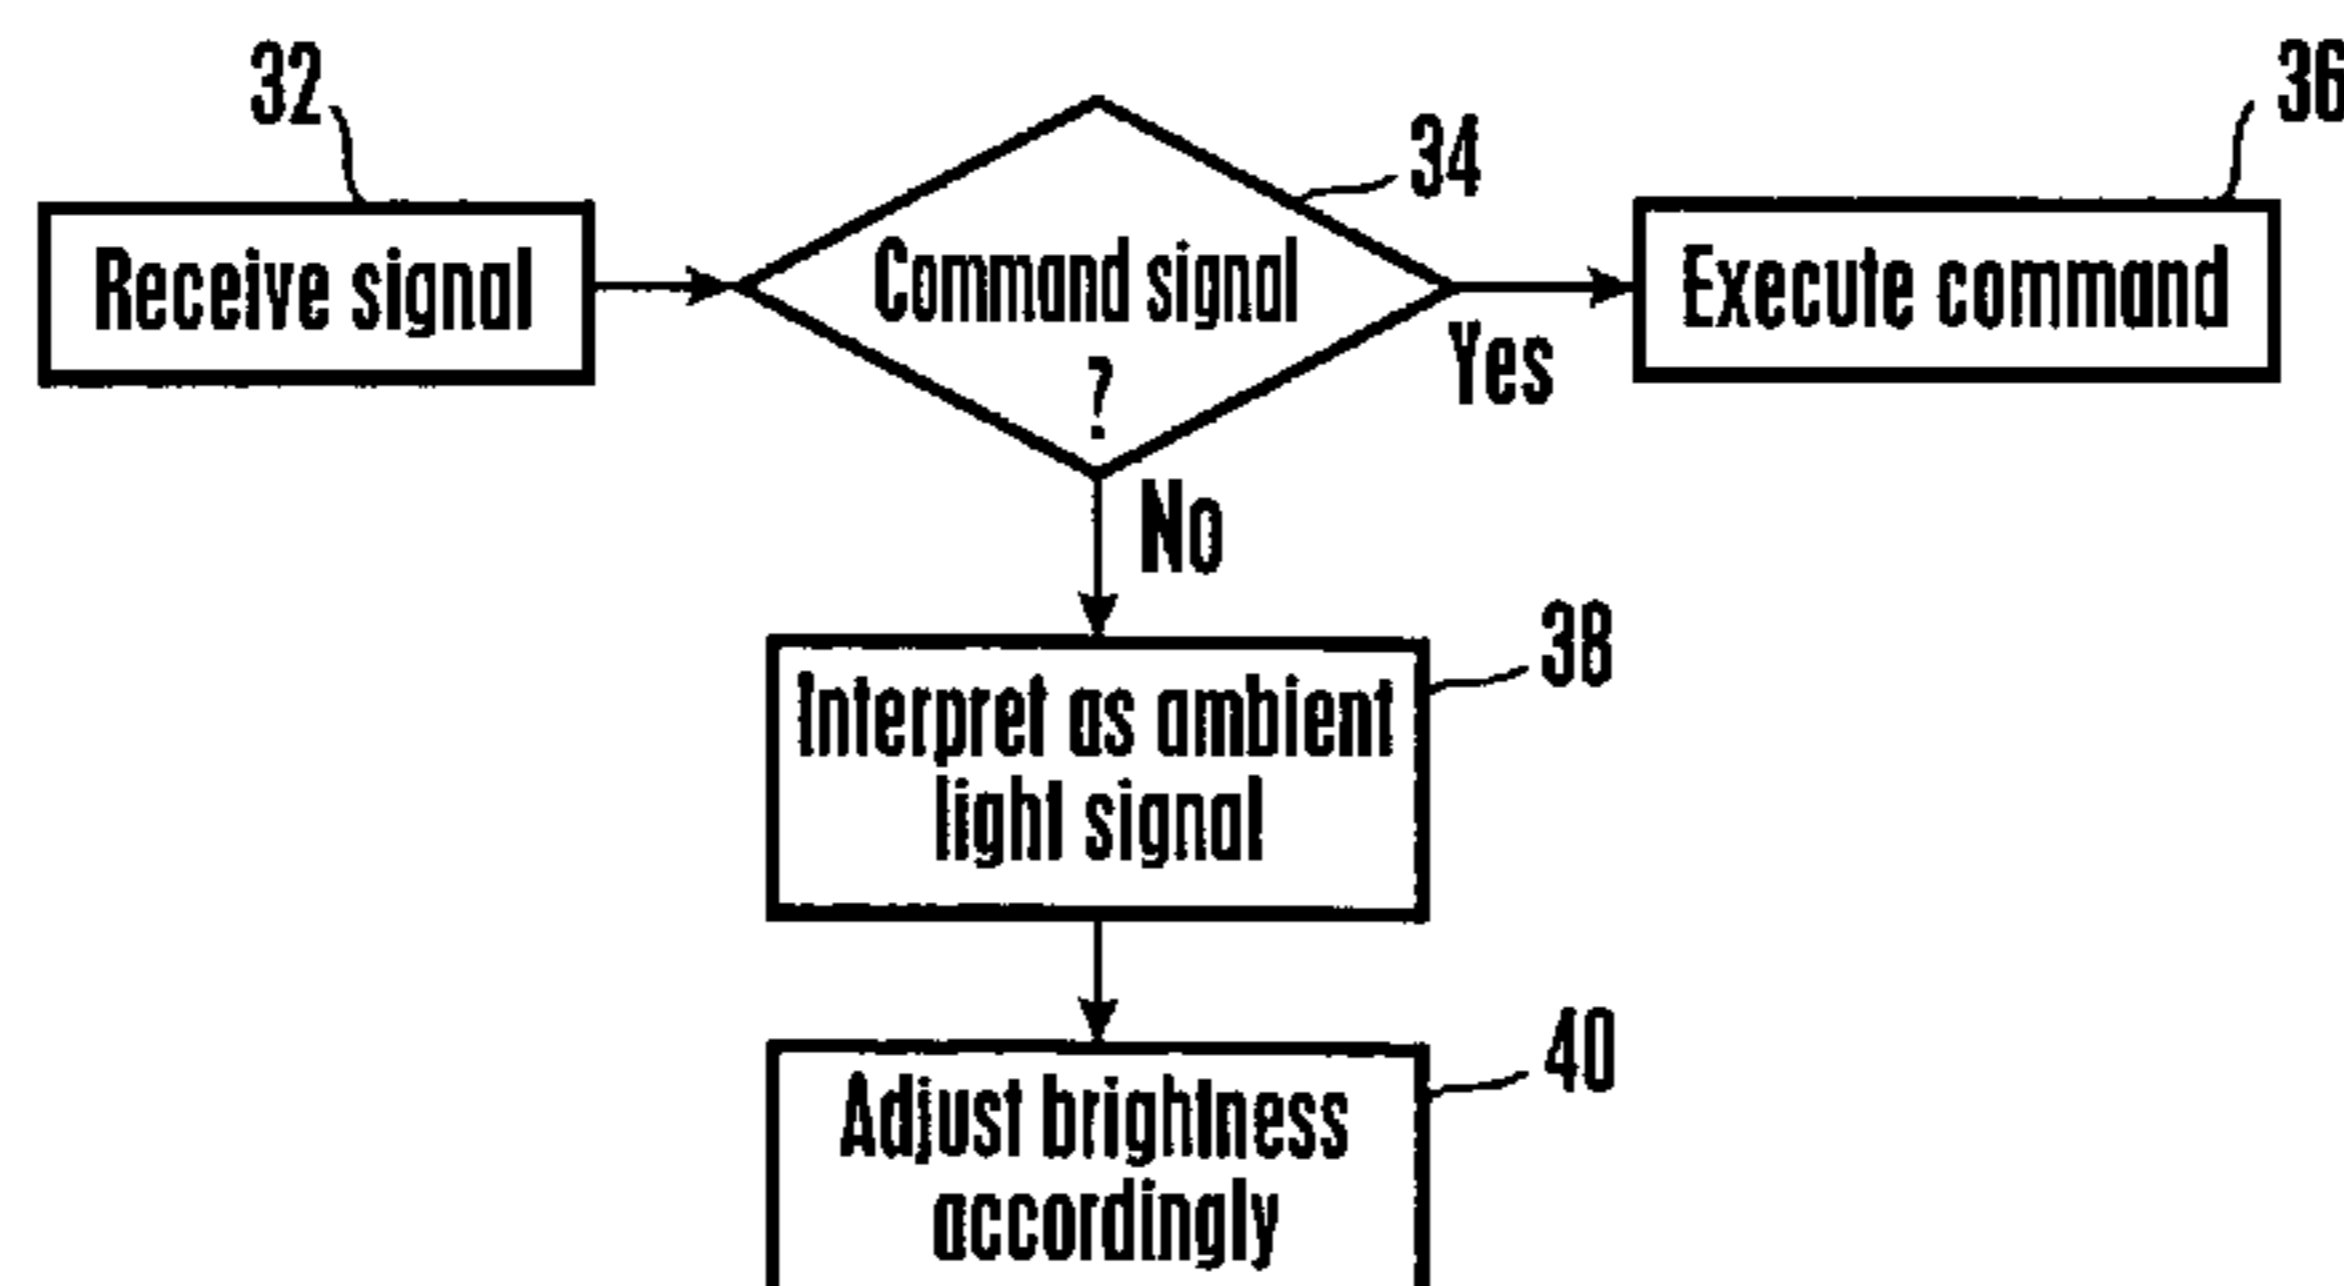 32
34
36
Receive signal
Command signal
?
Execute command
Yes
No
38
Interpret as ambient
light signal
40
Adjust brightness
accordingly